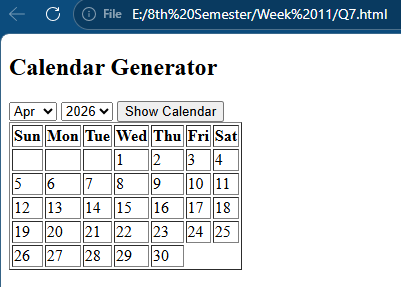 File E:/8th%20Semester/Week%2011/Q7.html
Calendar Generator
Apr 2026 Show Calendar
Sun Mon Tue Wed Thu Fri Sat
1 2 3 4
5 6 7 8 9 10 11
12 13 14 15 16 17 18
19 20 21 22 23 24 25
26 27 28 29 30